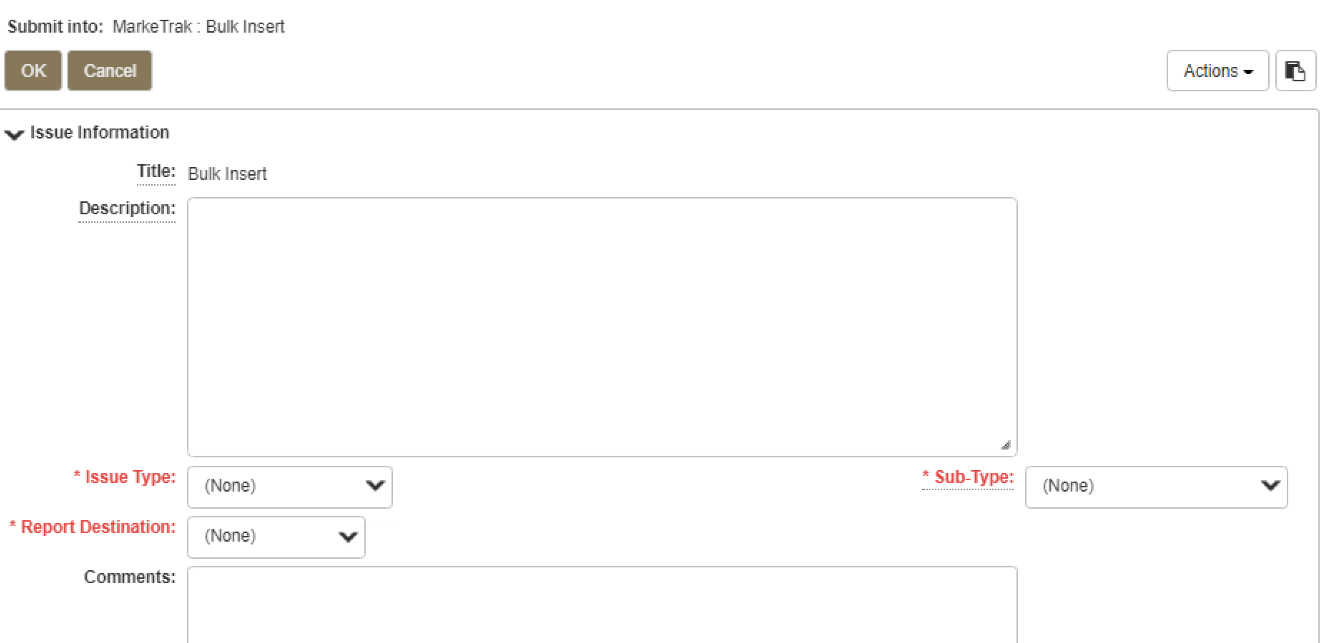 Submit into: MarkeTrak : Bulk Insert
OK Cancel Actions
Issue Information
Title: Bulk Insert
Description:
* Issue Type: (None) * Sub-Type: (None)
* Report Destination: (None)
Comments: